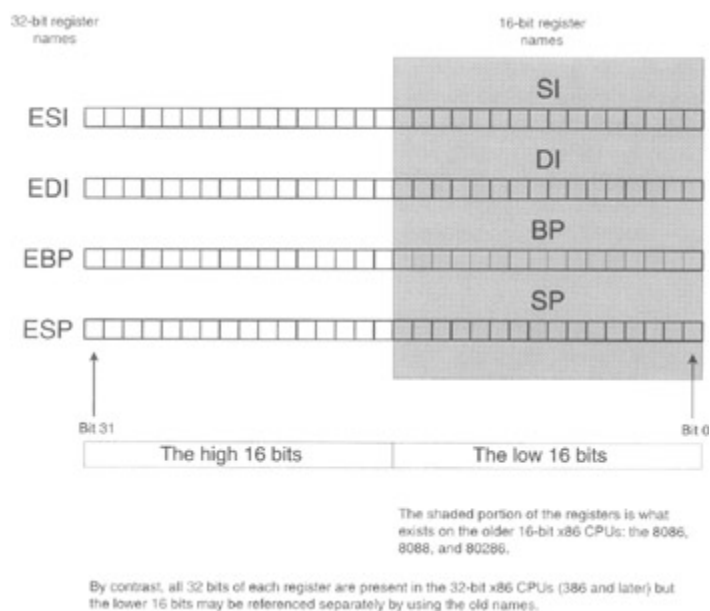 32-bit register
names
16-bit register
names
SI
ESI
DI
EDI
BP
EBP
SP
ESP
Bit 31
Bit 0
The high 16 bits
The low 16 bits
The shaded portion of the registers is what
exists on the older 16-bit x86 CPUs: the 8086,
8088, and 80286.
By contrast, all 32 bits of each register are present in the 32-bit x86 CPUs (386 and later) but
the lower 16 bits may be referenced separately by using the old names.